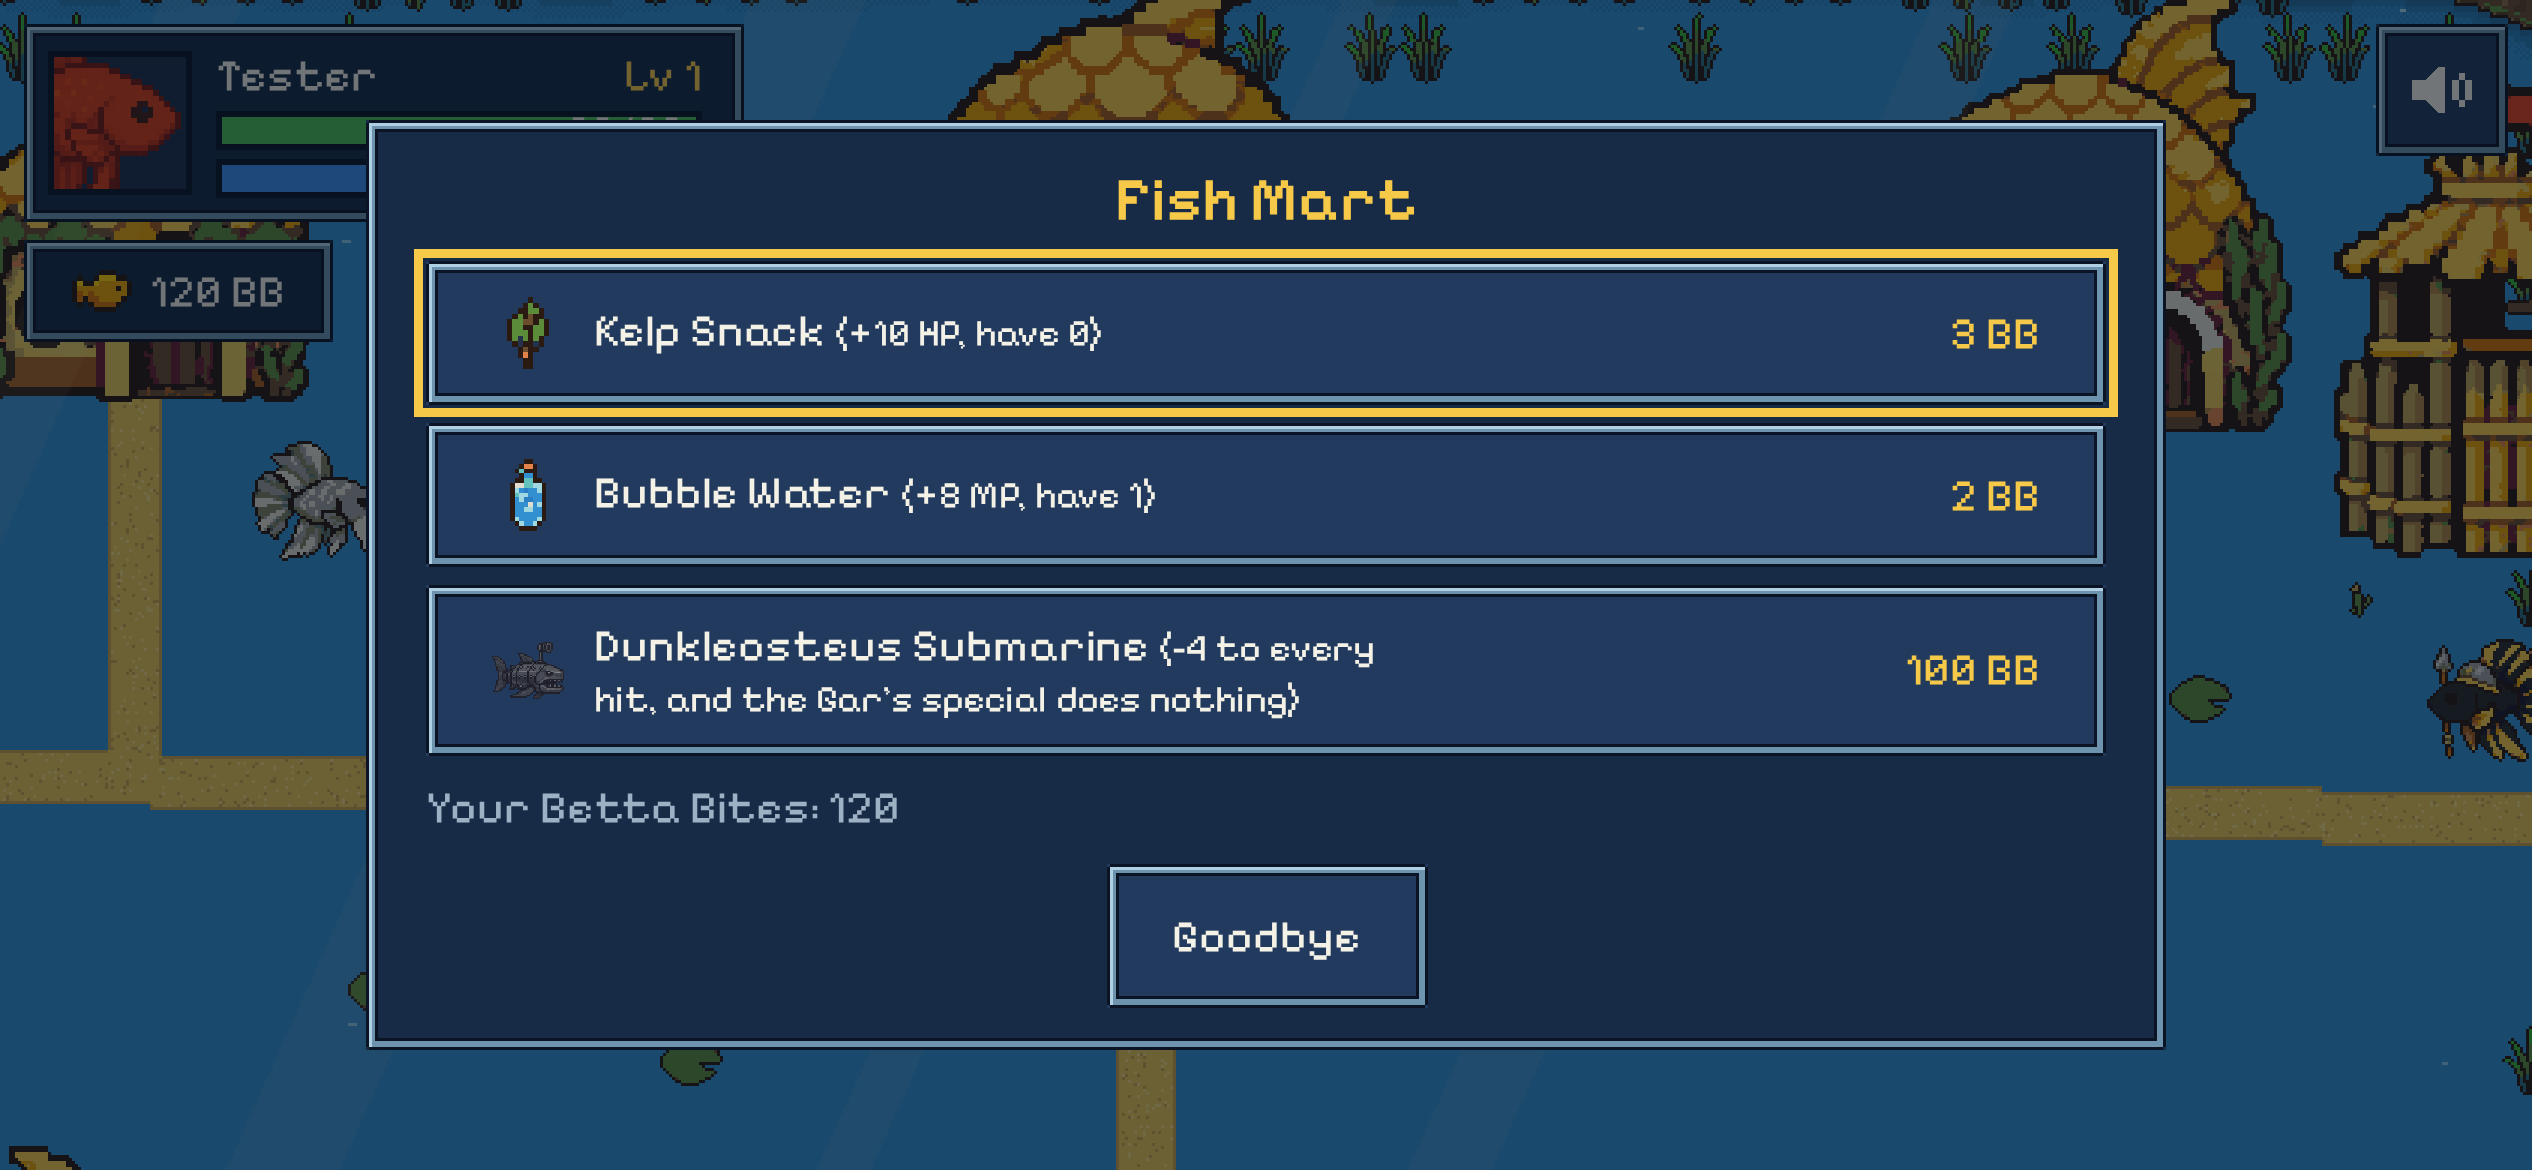 Tester Lv 1
120 BB
Fish Mart
Kelp Snack (+10 HP, have 0) 3 BB
Bubble Water (+8 MP, have 1) 2 BB
Dunkleosteus Submarine (-4 to every
hit, and the Gar's special does nothing) 100 BB
Your Betta Bites: 120
Goodbye